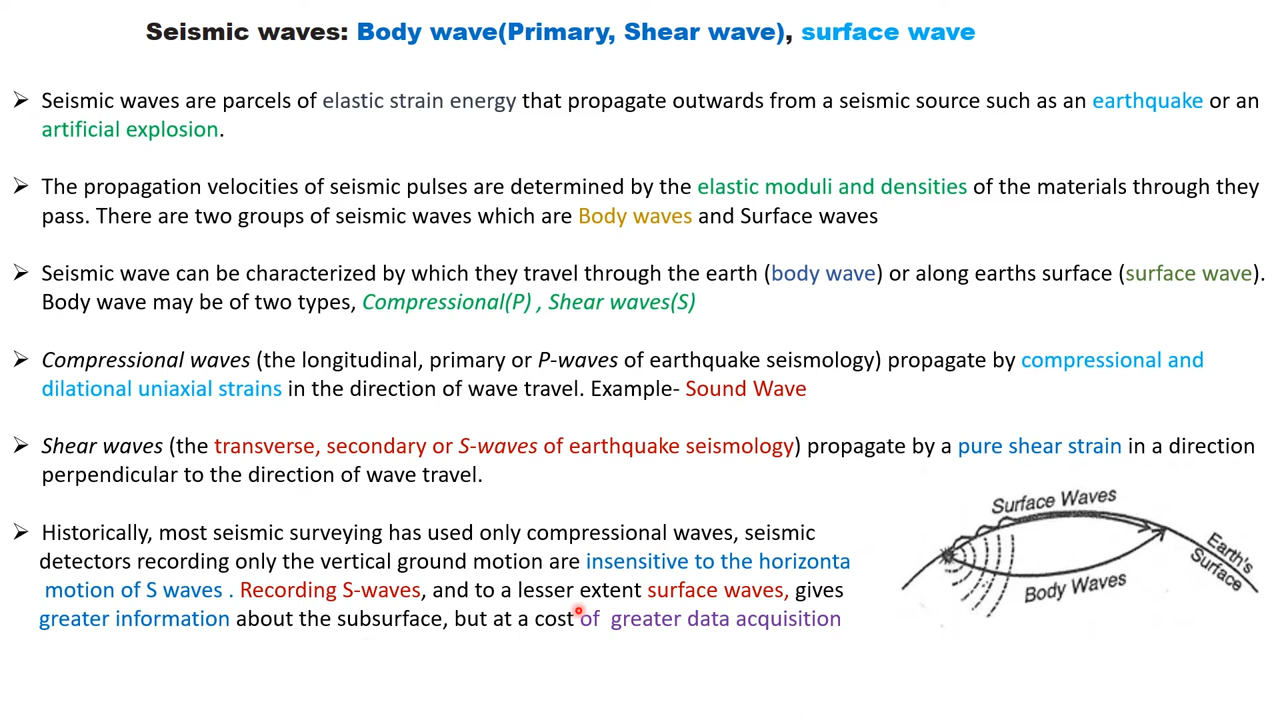 Seismic waves: Body wave(Primary, Shear wave), surface wave
➢ Seismic waves are parcels of elastic strain energy that propagate outwards from a seismic source such as an earthquake or an
artificial explosion.
➢ The propagation velocities of seismic pulses are determined by the elastic moduli and densities of the materials through they
pass. There are two groups of seismic waves which are Body waves and Surface waves
➢ Seismic wave can be characterized by which they travel through the earth (body wave) or along earths surface (surface wave).
Body wave may be of two types, Compressional(P) , Shear waves(S)
➢ Compressional waves (the longitudinal, primary or P-waves of earthquake seismology) propagate by compressional and
dilational uniaxial strains in the direction of wave travel. Example- Sound Wave
➢ Shear waves (the transverse, secondary or S-waves of earthquake seismology) propagate by a pure shear strain in a direction
perpendicular to the direction of wave travel.
➢ Historically, most seismic surveying has used only compressional waves, seismic
detectors recording only the vertical ground motion are insensitive to the horizonta
motion of S waves . Recording S-waves, and to a lesser extent surface waves, gives
greater information about the subsurface, but at a cost of greater data acquisition
Surface Waves
Earth's
Surface
Body Waves